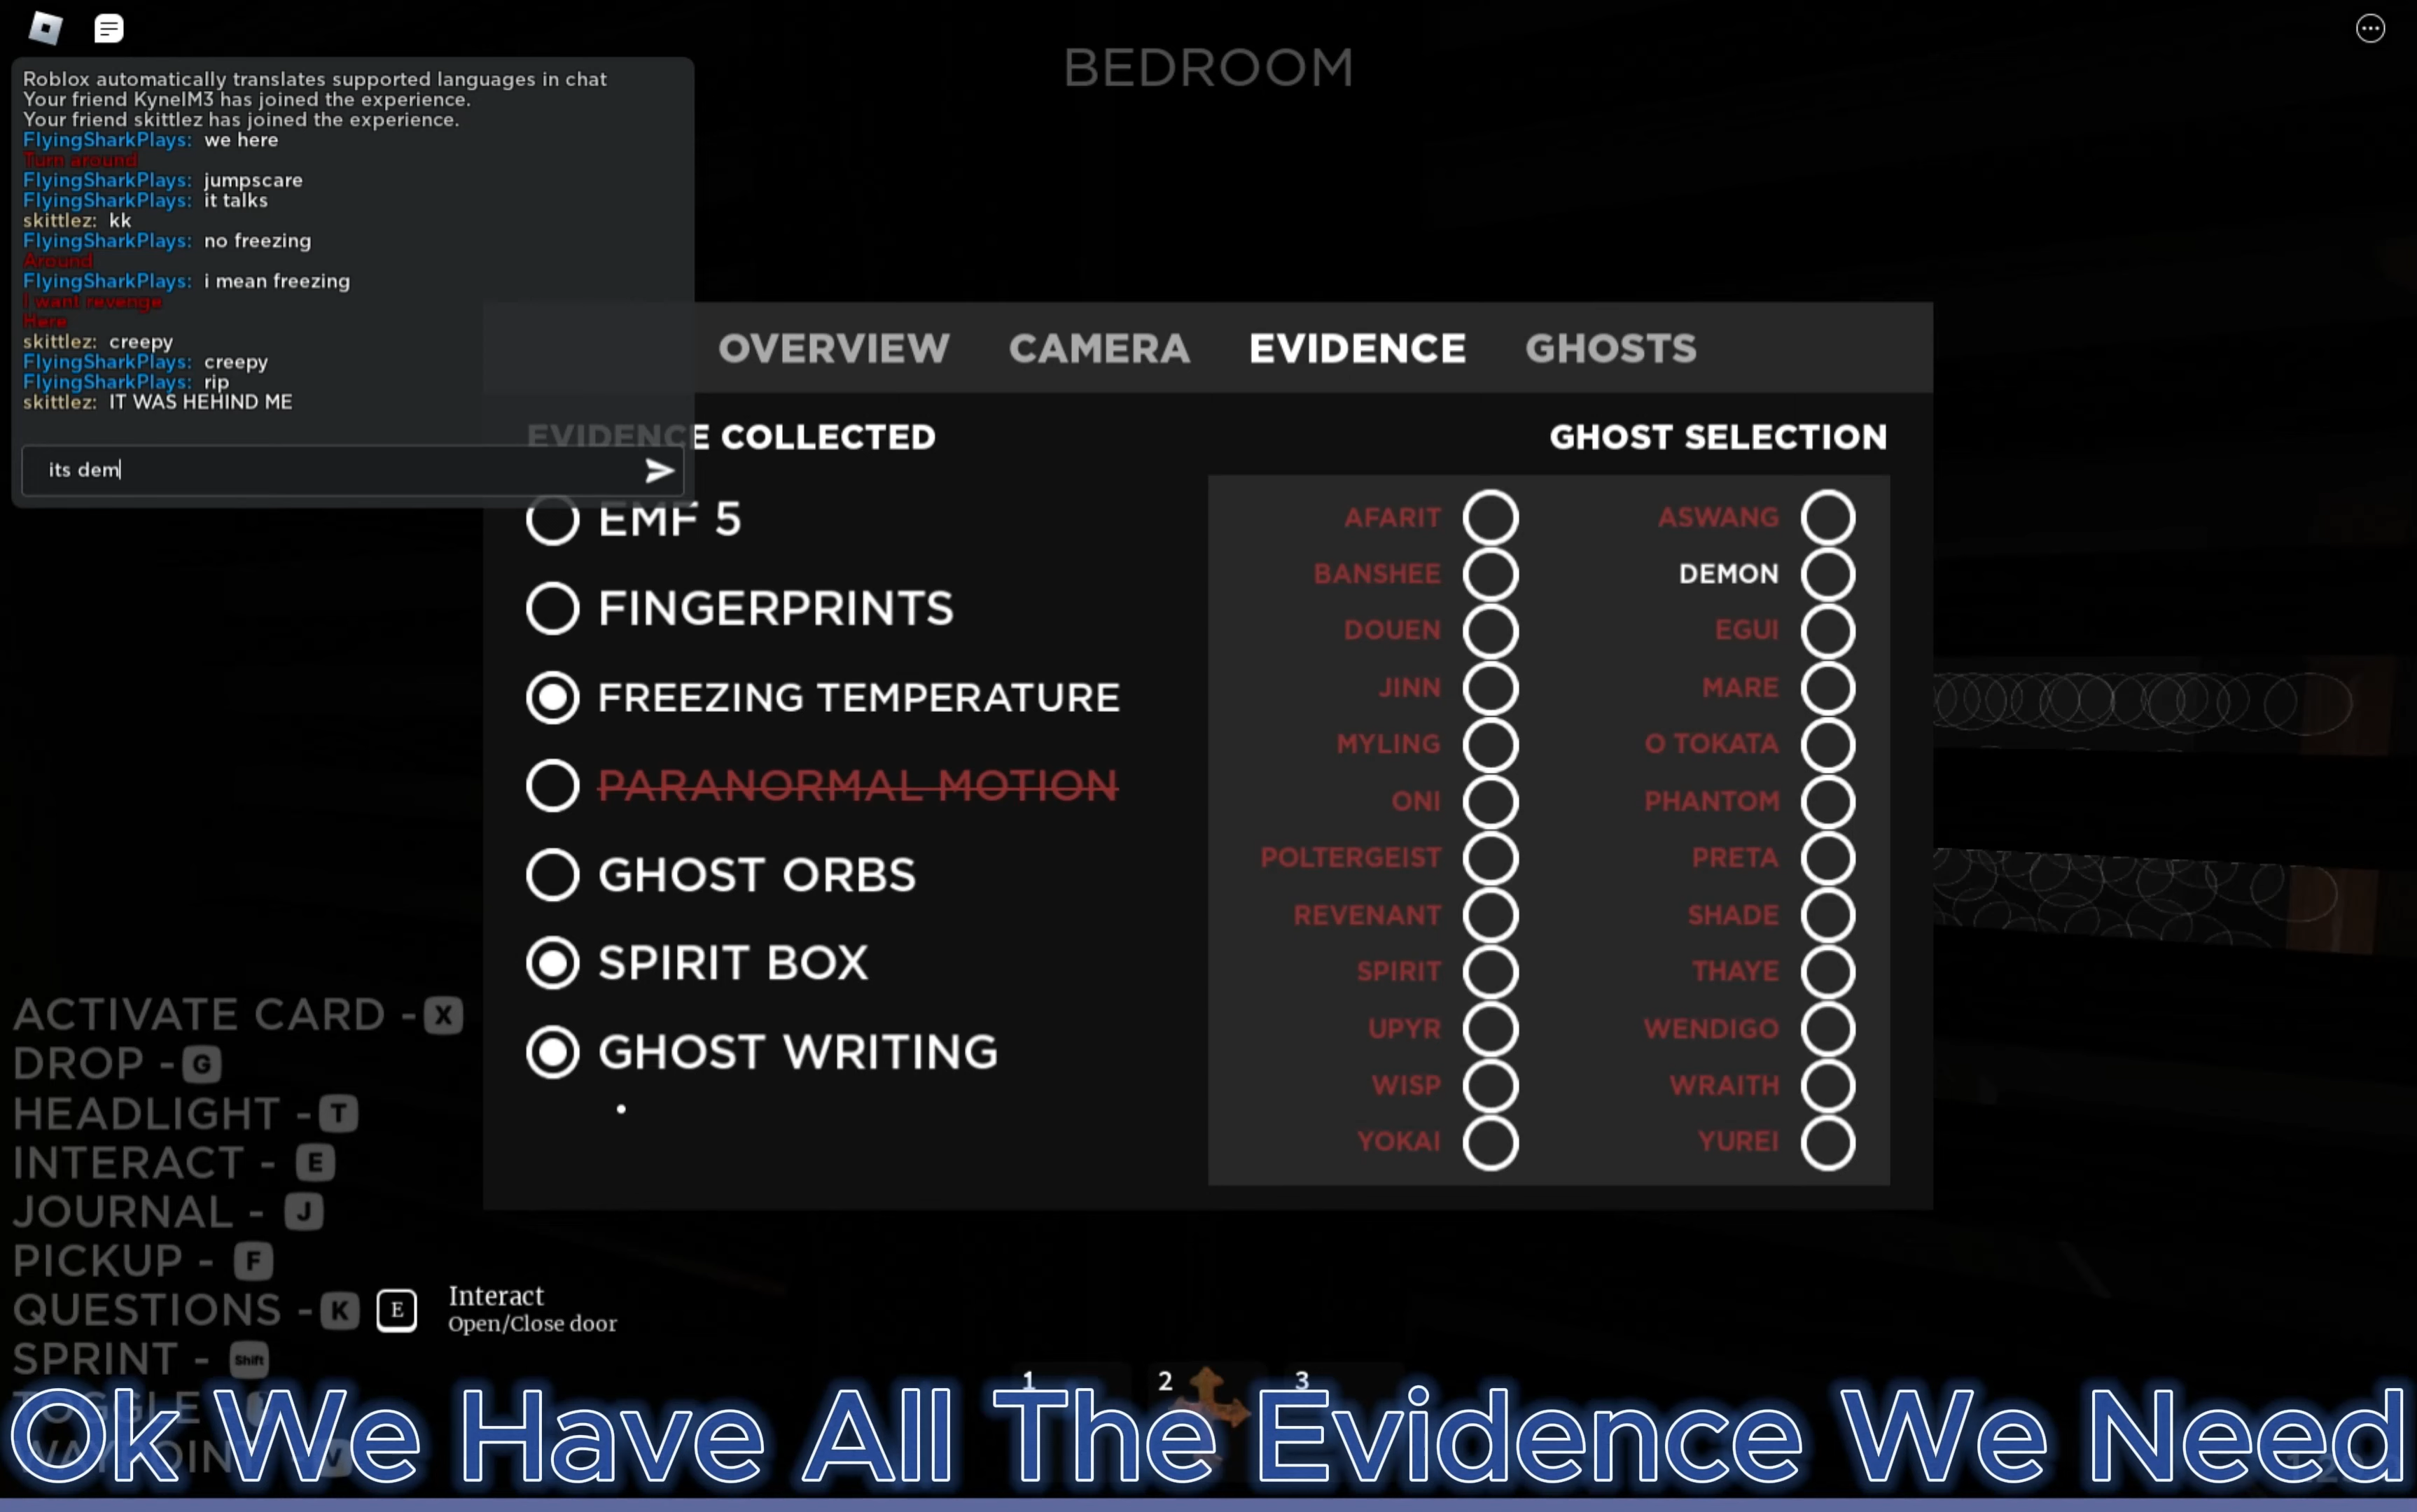 BEDROOM
Roblox automatically translates supported languages in chat
Your friend KynelM3 has joined the experience.
Your friend skittlez has joined the experience.
FlyingSharkPlays: we here
Turn around
FlyingSharkPlays: jumpscare
FlyingSharkPlays: it talks
skittlez: kk
FlyingSharkPlays: no freezing
Around
FlyingSharkPlays: i mean freezing
I want revenge
Here
skittlez: creepy
FlyingSharkPlays: creepy
FlyingSharkPlays: rip
skittlez: IT WAS HEHIND ME
its dem
OVERVIEW CAMERA EVIDENCE GHOSTS
EVIDENCE COLLECTED
EMF 5
FINGERPRINTS
FREEZING TEMPERATURE
PARANORMAL MOTION
GHOST ORBS
SPIRIT BOX
GHOST WRITING
GHOST SELECTION
AFARIT ASWANG
BANSHEE DEMON
DOUEN EGUI
JINN MARE
MYLING O TOKATA
ONI PHANTOM
POLTERGEIST PRETA
REVENANT SHADE
SPIRIT THAYE
UPYR WENDIGO
WISP WRAITH
YOKAI YUREI
ACTIVATE CARD - X
DROP - G
HEADLIGHT - T
INTERACT - E
JOURNAL - J
PICKUP - F
QUESTIONS - K
SPRINT - Shift
TOGGLE -
WAYPOINT - V
E Interact
Open/Close door
1 2 3
Ok We Have All The Evidence We Need